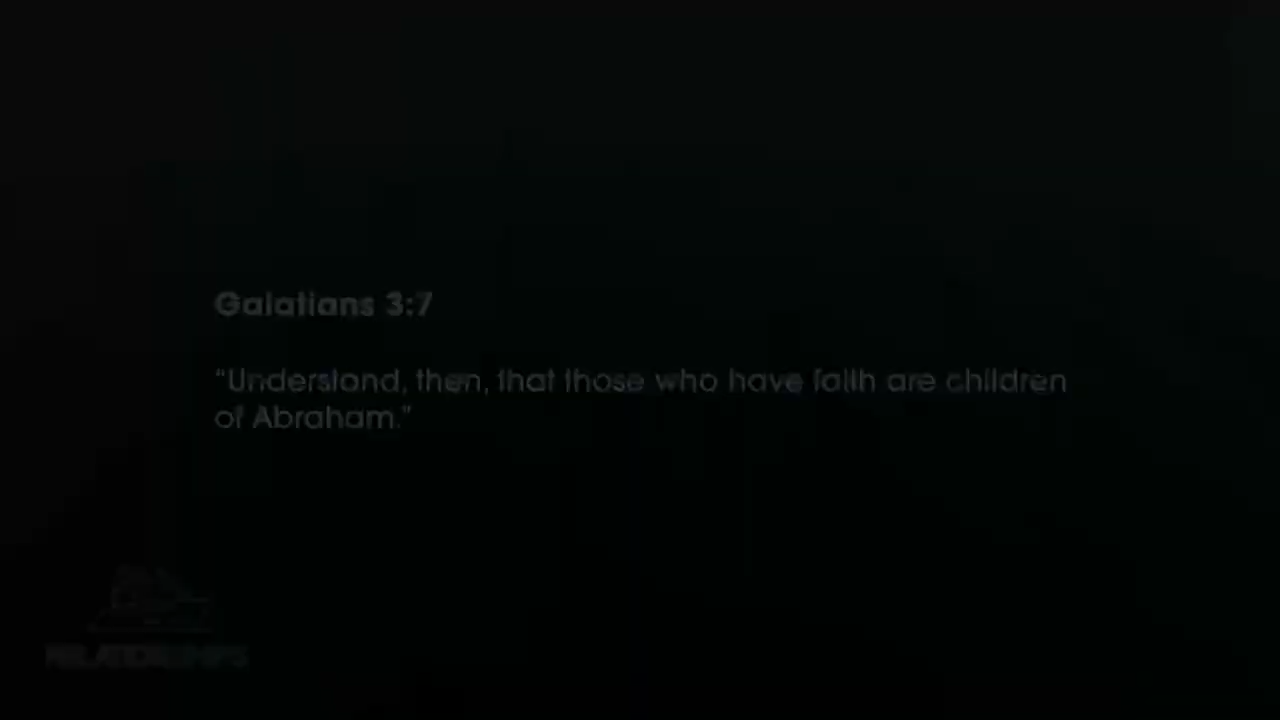 Galatians 3:7
“Understand, then, that those who have faith are children
of Abraham.”